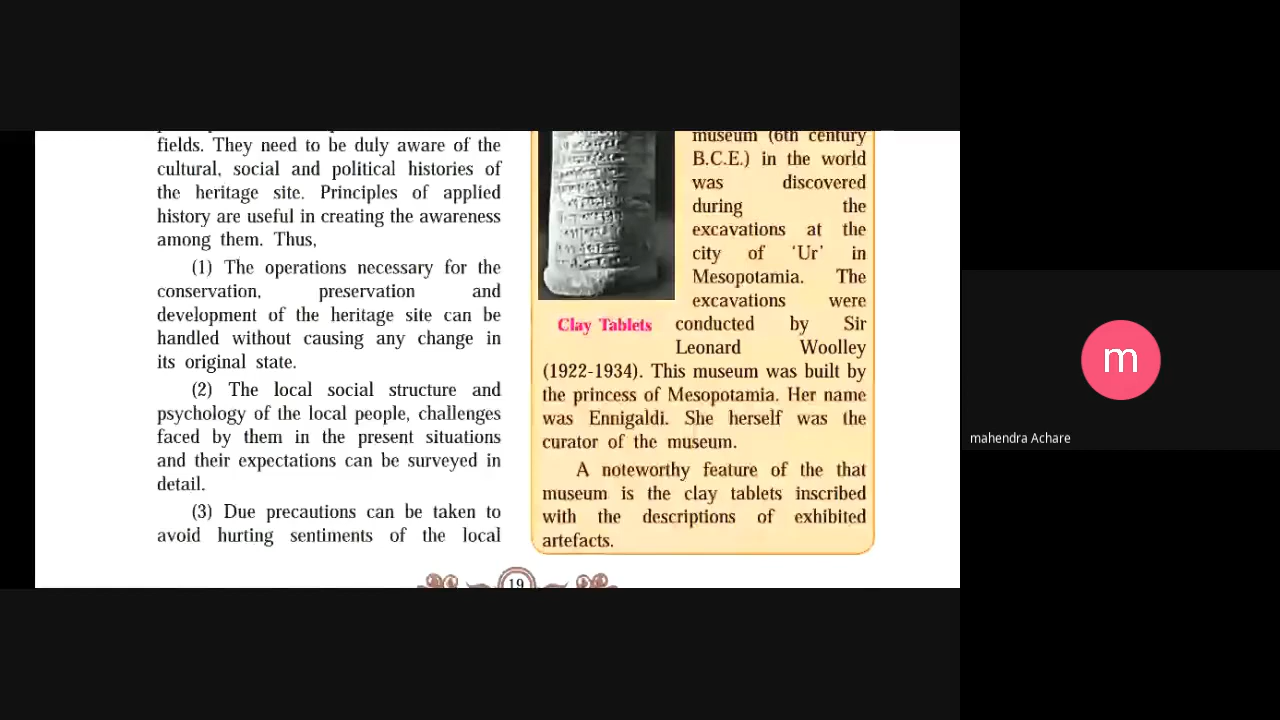 fields. They need to be duly aware of the
cultural, social and political histories of
the heritage site. Principles of applied
history are useful in creating the awareness
among them. Thus,
(1) The operations necessary for the
conservation, preservation and
development of the heritage site can be
handled without causing any change in
its original state.
(2) The local social structure and
psychology of the local people, challenges
faced by them in the present situations
and their expectations can be surveyed in
detail.
(3) Due precautions can be taken to
avoid hurting sentiments of the local
museum (6th century
B.C.E.) in the world
was discovered
during the
excavations at the
city of ‘Ur’ in
Mesopotamia. The
excavations were
Clay Tablets
conducted by Sir
Leonard Woolley
(1922-1934). This museum was built by
the princess of Mesopotamia. Her name
was Ennigaldi. She herself was the
curator of the museum.
A noteworthy feature of the that
museum is the clay tablets inscribed
with the descriptions of exhibited
artefacts.
19
m
mahendra Achare